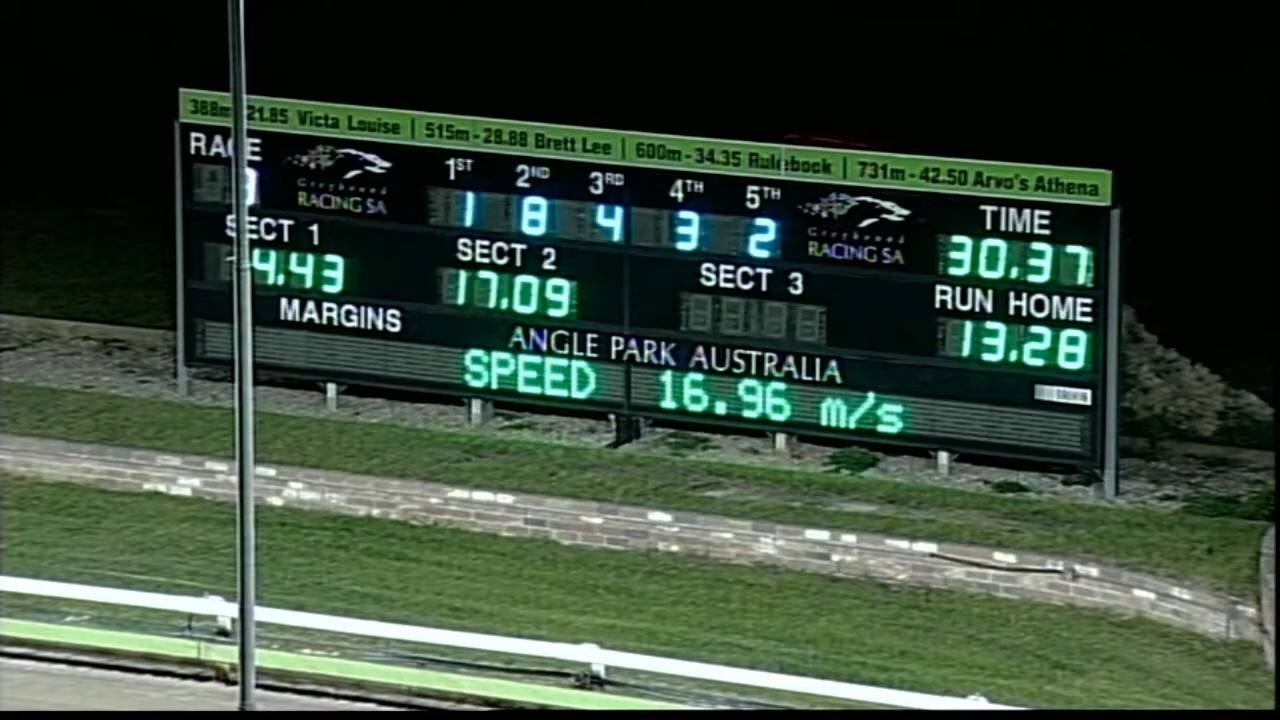 388m - 21.85 Victa Louise | 515m - 28.88 Brett Lee | 600m - 34.35 Rulebook | 731m - 42.50 Arvo's Athena
RACE 1ST 2ND 3RD 4TH 5TH TIME
Greyhound RACING SA 1 8 4 3 2 Greyhound RACING SA 30.37
SECT 1 SECT 2 SECT 3 RUN HOME
4.43 17.09 13.28
MARGINS ANGLE PARK AUSTRALIA
SPEED 16.96 m/s